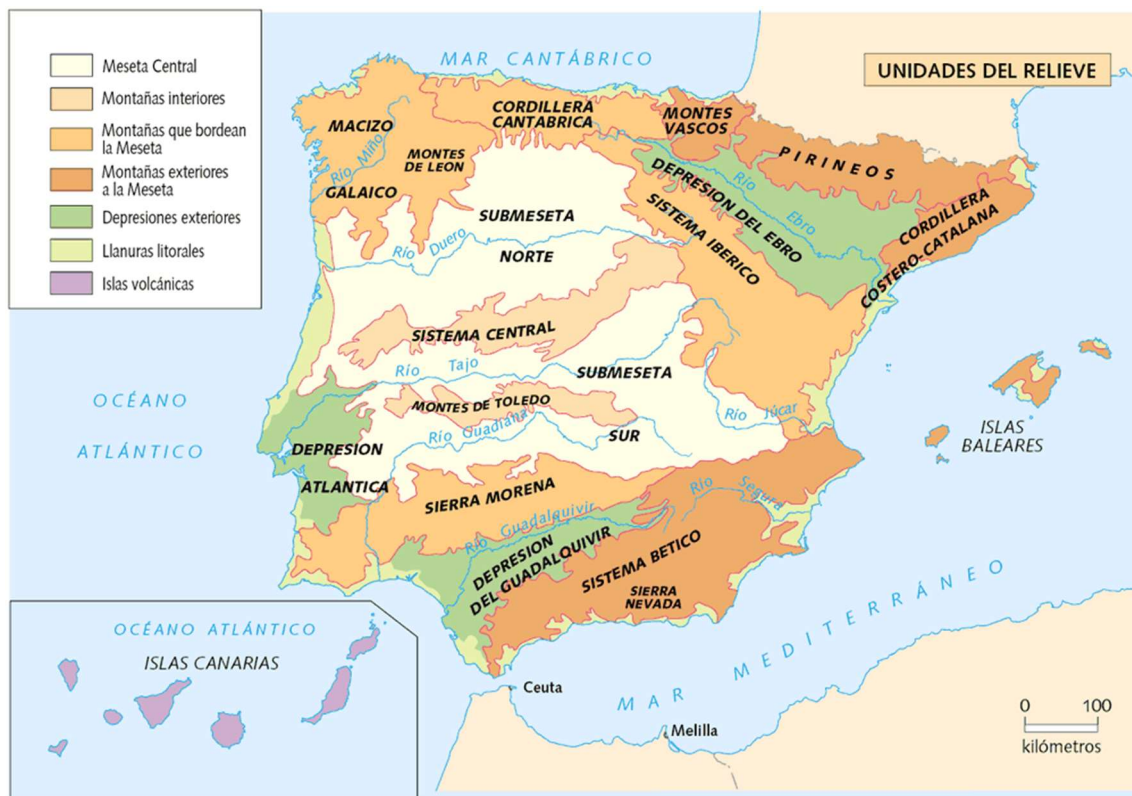 Meseta Central
Montañas interiores
Montañas que bordean
la Meseta
Montañas exteriores
a la Meseta
Depresiones exteriores
Llanuras litorales
Islas volcánicas
UNIDADES DEL RELIEVE
MAR CANTÁBRICO
MACIZO
GALAICO
Río Miño
MONTES
DE LEÓN
CORDILLERA
CANTABRICA
MONTES
VASCOS
PIRINEOS
DEPRESION DEL EBRO
Río Ebro
CORDILLERA
COSTERO-CATALANA
SISTEMA IBERICO
SUBMESETA
NORTE
Río Duero
SISTEMA CENTRAL
Río Tajo
SUBMESETA
SUR
MONTES DE TOLEDO
Río Guadiana
Río Júcar
OCÉANO
ATLÁNTICO
DEPRESION
ATLANTICA
SIERRA MORENA
Río Guadalquivir
DEPRESION
DEL GUADALQUIVIR
Río Segura
SISTEMA BETICO
SIERRA
NEVADA
ISLAS
BALEARES
MAR MEDITERRÁNEO
OCÉANO ATLÁNTICO
ISLAS CANARIAS
Ceuta
Melilla
0 100
kilómetros